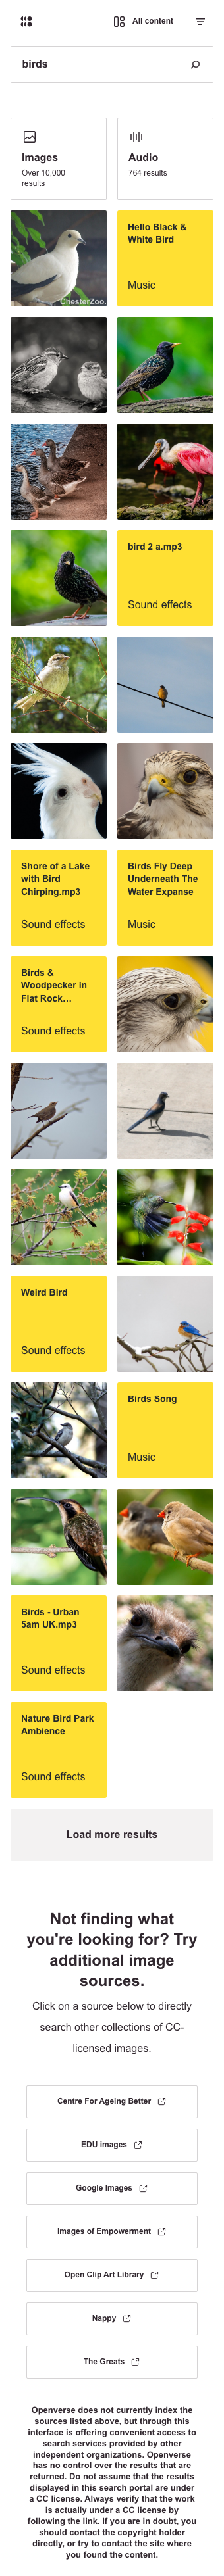 All content
birds
Images
Over 10,000
results
Audio
764 results
ChesterZoo.
Hello Black &
White Bird
Music
bird 2 a.mp3
Sound effects
Shore of a Lake
with Bird
Chirping.mp3
Sound effects
Birds Fly Deep
Underneath The
Water Expanse
Music
Birds &
Woodpecker in
Flat Rock…
Sound effects
Weird Bird
Sound effects
Birds Song
Music
Birds - Urban
5am UK.mp3
Sound effects
Nature Bird Park
Ambience
Sound effects
Load more results
Not finding what
you're looking for? Try
additional image
sources.
Click on a source below to directly
search other collections of CC-
licensed images.
Centre For Ageing Better
EDU images
Google Images
Images of Empowerment
Open Clip Art Library
Nappy
The Greats
Openverse does not currently index the
sources listed above, but through this
interface is offering convenient access to
search services provided by other
independent organizations. Openverse
has no control over the results that are
returned. Do not assume that the results
displayed in this search portal are under
a CC license. Always verify that the work
is actually under a CC license by
following the link. If you are in doubt, you
should contact the copyright holder
directly, or try to contact the site where
you found the content.